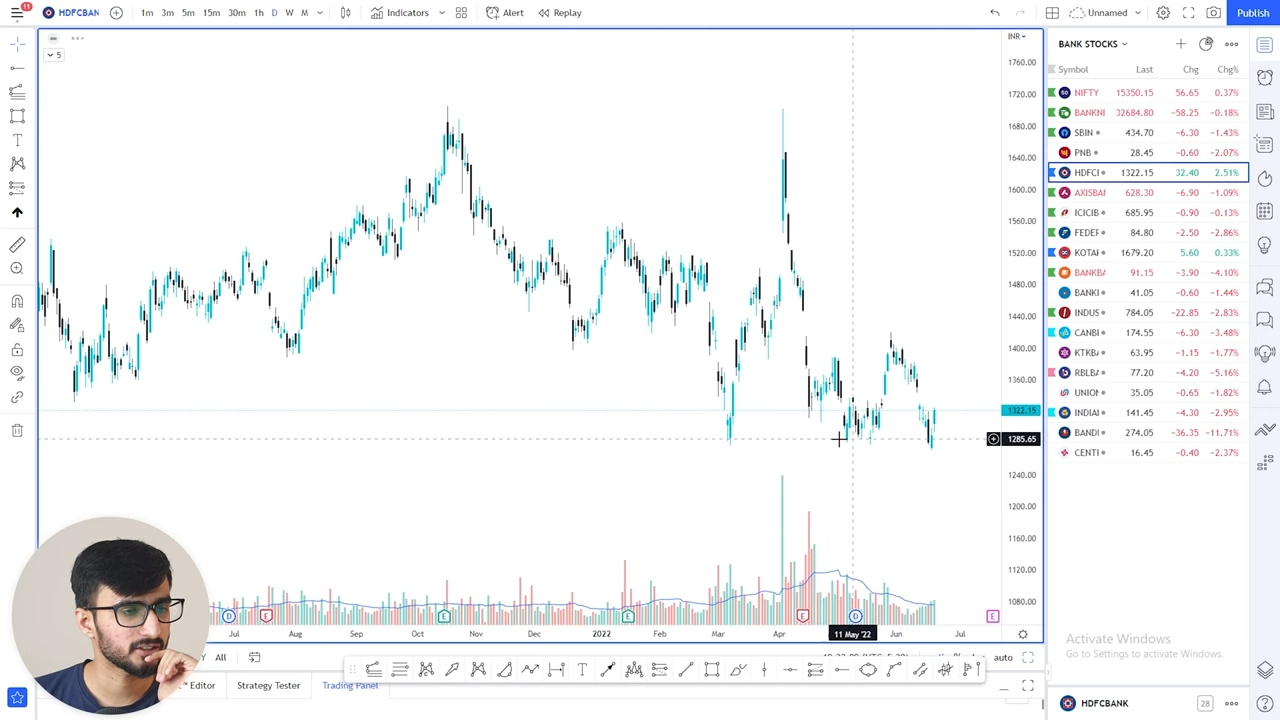 11
HDFCBAN
1m 3m 5m 15m 30m 1h D W M
Indicators
Alert
Replay
Unnamed
Publish
5
INR
1760.00
1720.00
1680.00
1640.00
1600.00
1560.00
1520.00
1480.00
1440.00
1400.00
1360.00
1322.15
1285.65
1240.00
1200.00
1160.00
1120.00
1080.00
D E E E E D E
Jul Aug Sep Oct Nov Dec 2022 Feb Mar Apr 11 May '22 Jun Jul
Y All
auto
Editor
Strategy Tester
Trading Panel
BANK STOCKS
Symbol Last Chg Chg%
NIFTY 15350.15 56.65 0.37%
BANKNI 32684.80 -58.25 -0.18%
SBIN 434.70 -6.30 -1.43%
PNB 28.45 -0.60 -2.07%
HDFCI 1322.15 32.40 2.51%
AXISBAI 628.30 -6.90 -1.09%
ICICIB 685.95 -0.90 -0.13%
FEDEF 84.80 -2.50 -2.86%
KOTAI 1679.20 5.60 0.33%
BANKBA 91.15 -3.90 -4.10%
BANKI 41.05 -0.60 -1.44%
INDUS 784.05 -22.85 -2.83%
CANBI 174.55 -6.30 -3.48%
KTKBA 63.95 -1.15 -1.77%
RBLBA 77.20 -4.20 -5.16%
UNIO 35.05 -0.65 -1.82%
INDIAI 141.45 -4.30 -2.95%
BANDI 274.05 -36.35 -11.71%
CENTI 16.45 -0.40 -2.37%
Activate Windows
Go to Settings to activate Windows.
HDFCBANK
28